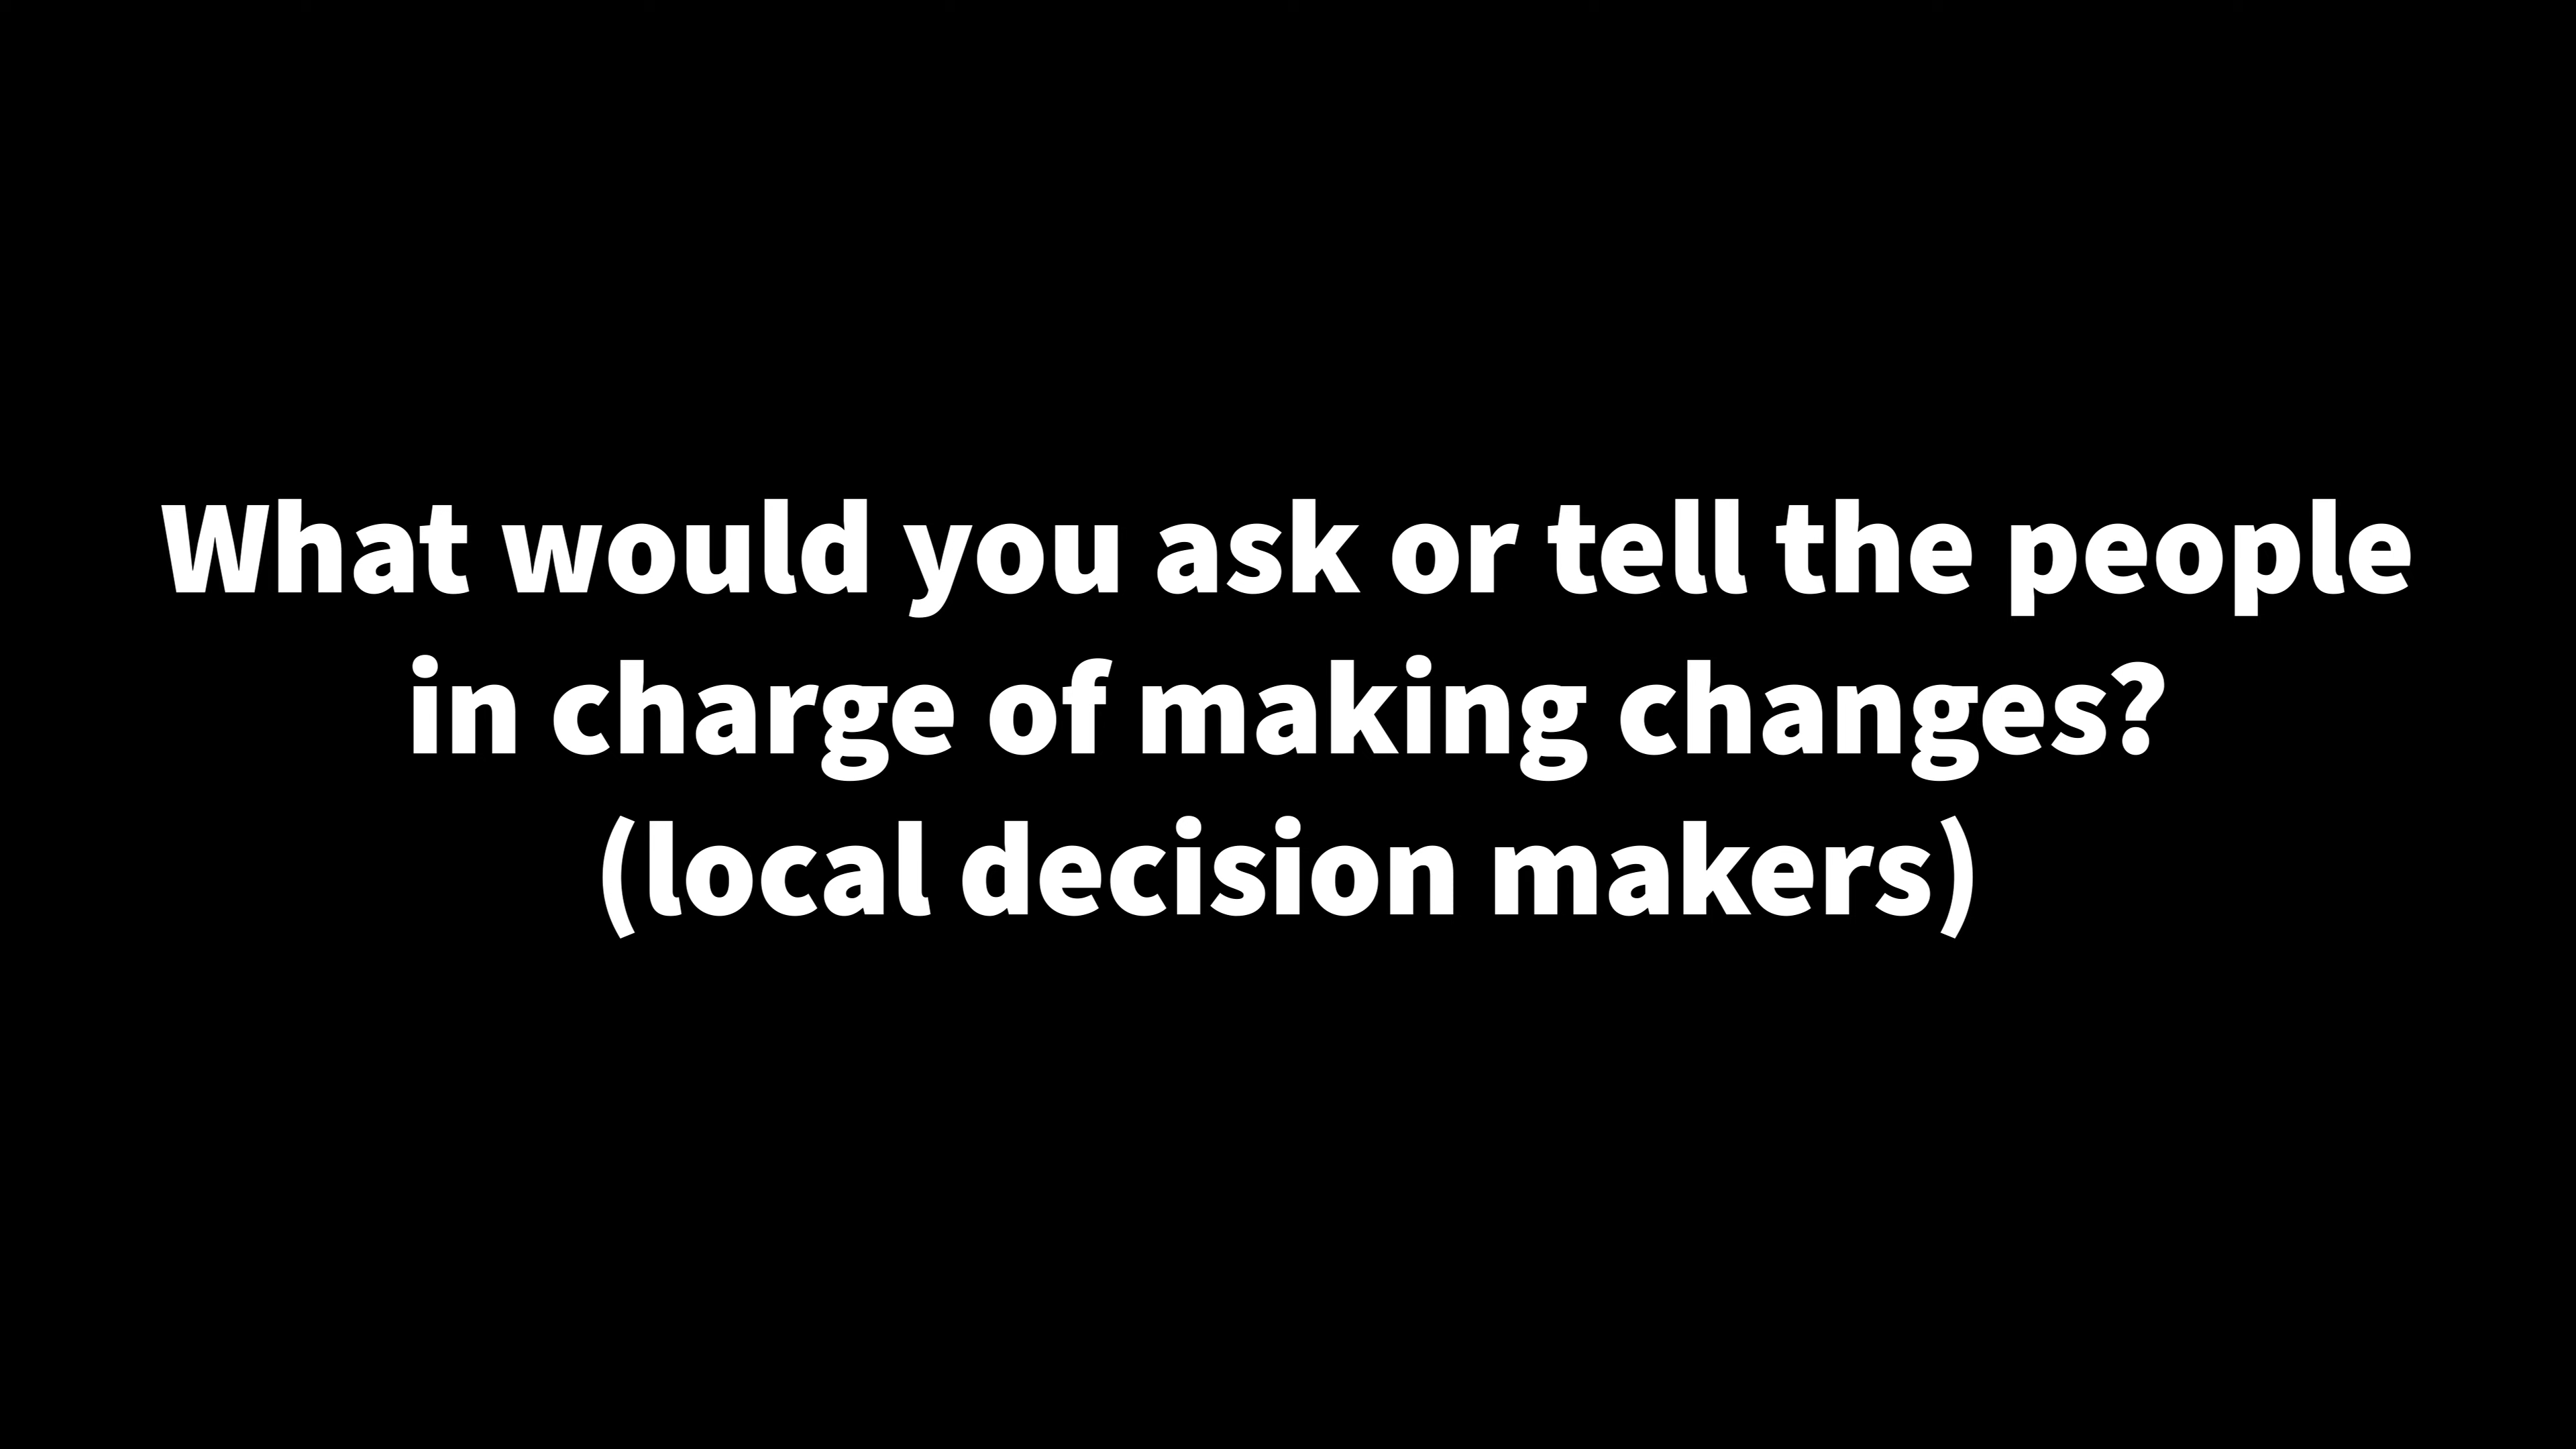 What would you ask or tell the people
in charge of making changes?
(local decision makers)